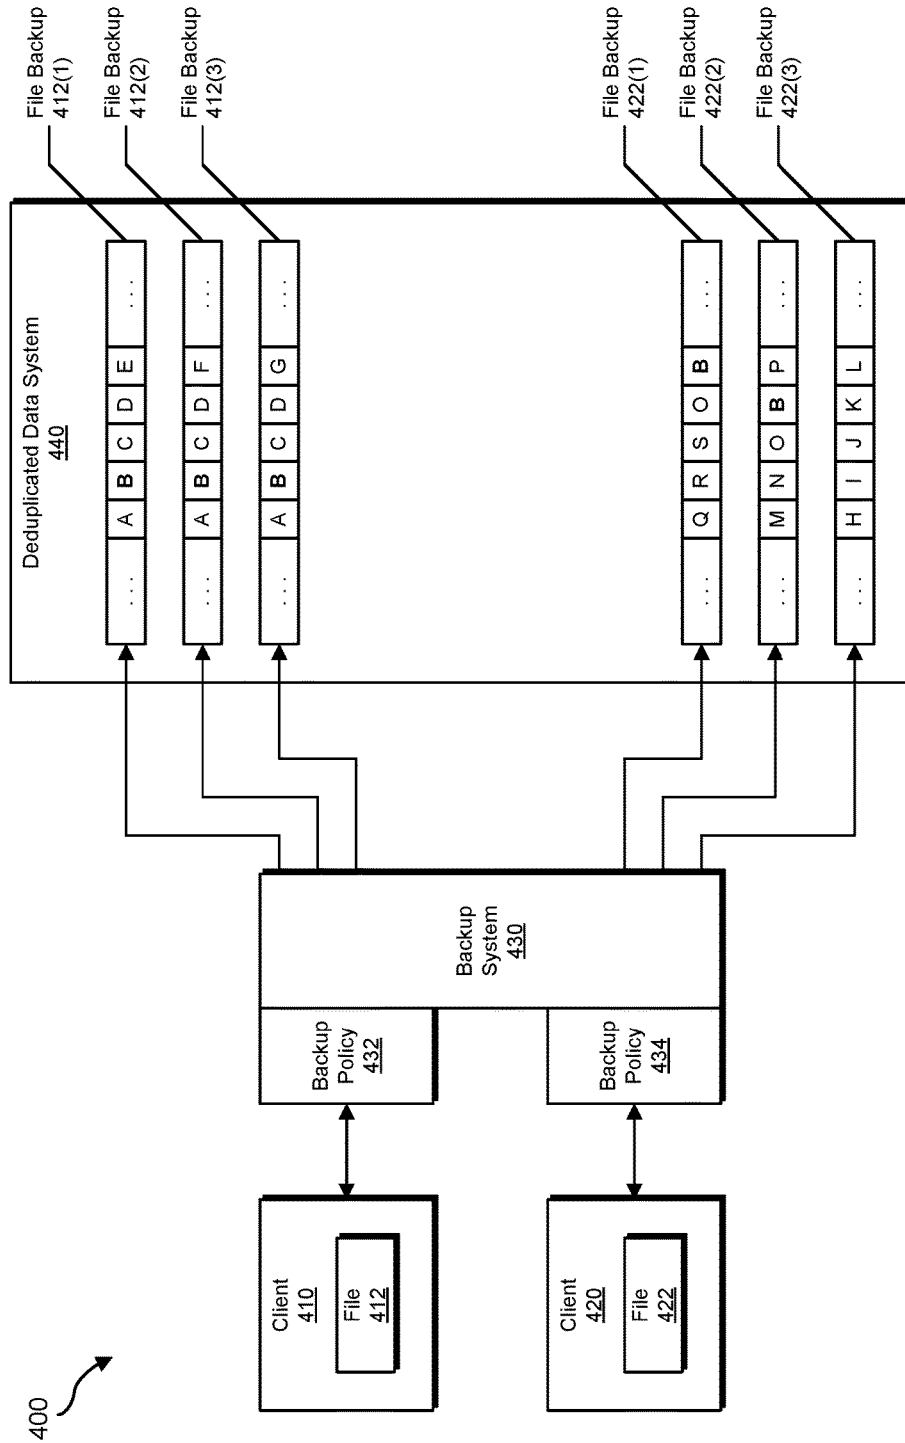 400
Client
410
File
412
Client
420
File
422
Backup
Policy
432
Backup
Policy
434
Backup
System
430
Deduplicated Data System
440
. . . A B C D E . . .
. . . A B C D F . . .
. . . A B C D G . . .
. . . Q R S O B . . .
. . . M N O B P . . .
. . . H I J K L . . .
File Backup
412(1)
File Backup
412(2)
File Backup
412(3)
File Backup
422(1)
File Backup
422(2)
File Backup
422(3)